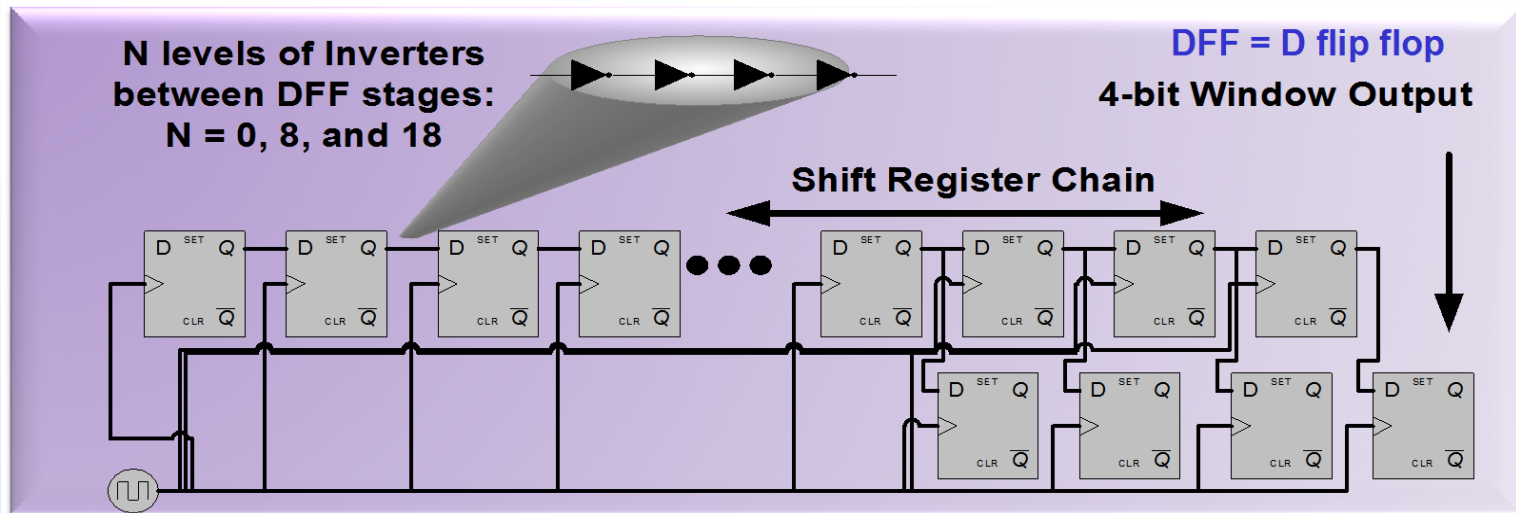 N levels of Inverters
between DFF stages:
N = 0, 8, and 18
DFF = D flip flop
4-bit Window Output
Shift Register Chain
D SET Q
Q̅
CLR
D SET Q
Q̅
CLR
D SET Q
Q̅
CLR
D SET Q
Q̅
CLR
D SET Q
Q̅
CLR
D SET Q
Q̅
CLR
D SET Q
Q̅
CLR
D SET Q
Q̅
CLR
D SET Q
CLR Q̅
D SET Q
CLR Q̅
D SET Q
CLR Q̅
D SET Q
CLR Q̅